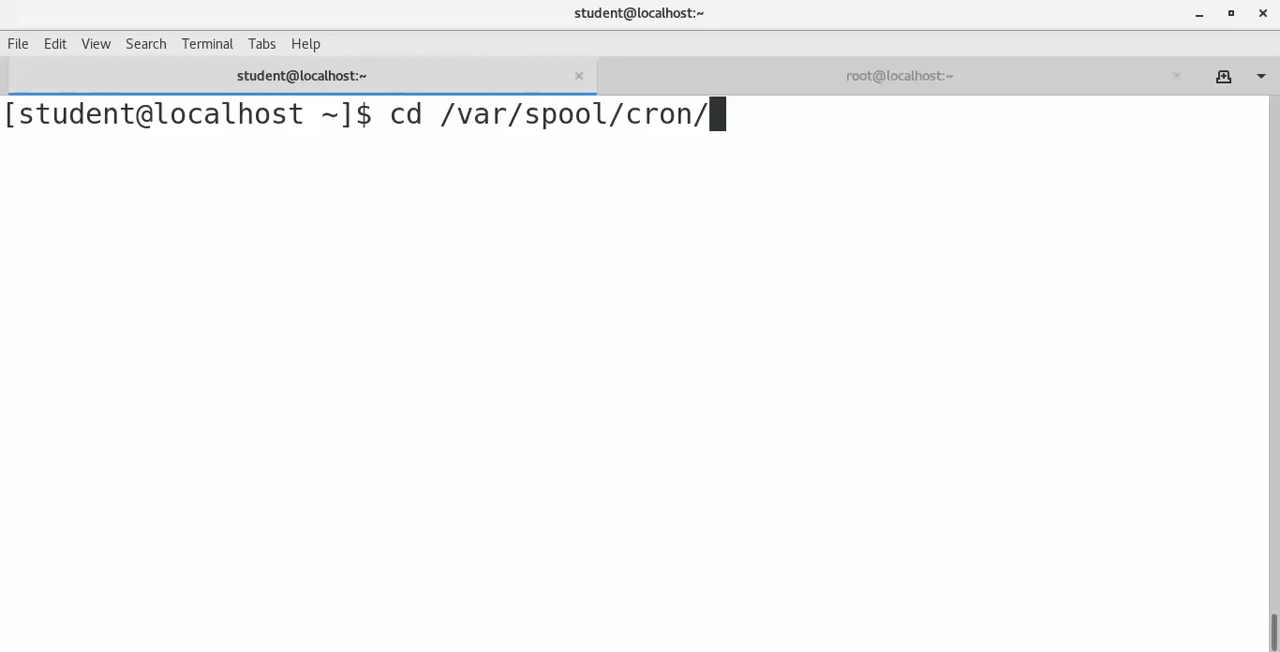 student@localhost:~
File Edit View Search Terminal Tabs Help
student@localhost:~ root@localhost:~
[student@localhost ~]$ cd /var/spool/cron/